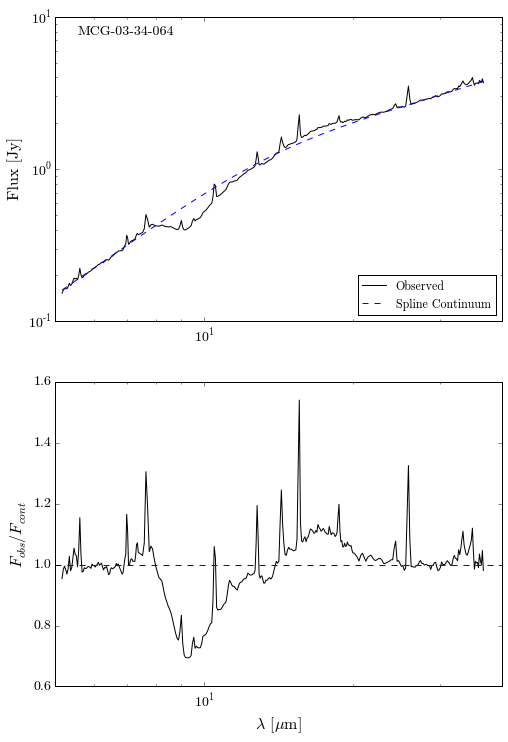 MCG-03-34-064
10^1
10^0
10^-1
Flux [Jy]
Observed
Spline Continuum
10^1
1.6
1.4
1.2
1.0
0.8
0.6
F_obs/F_cont
10^1
λ [μm]